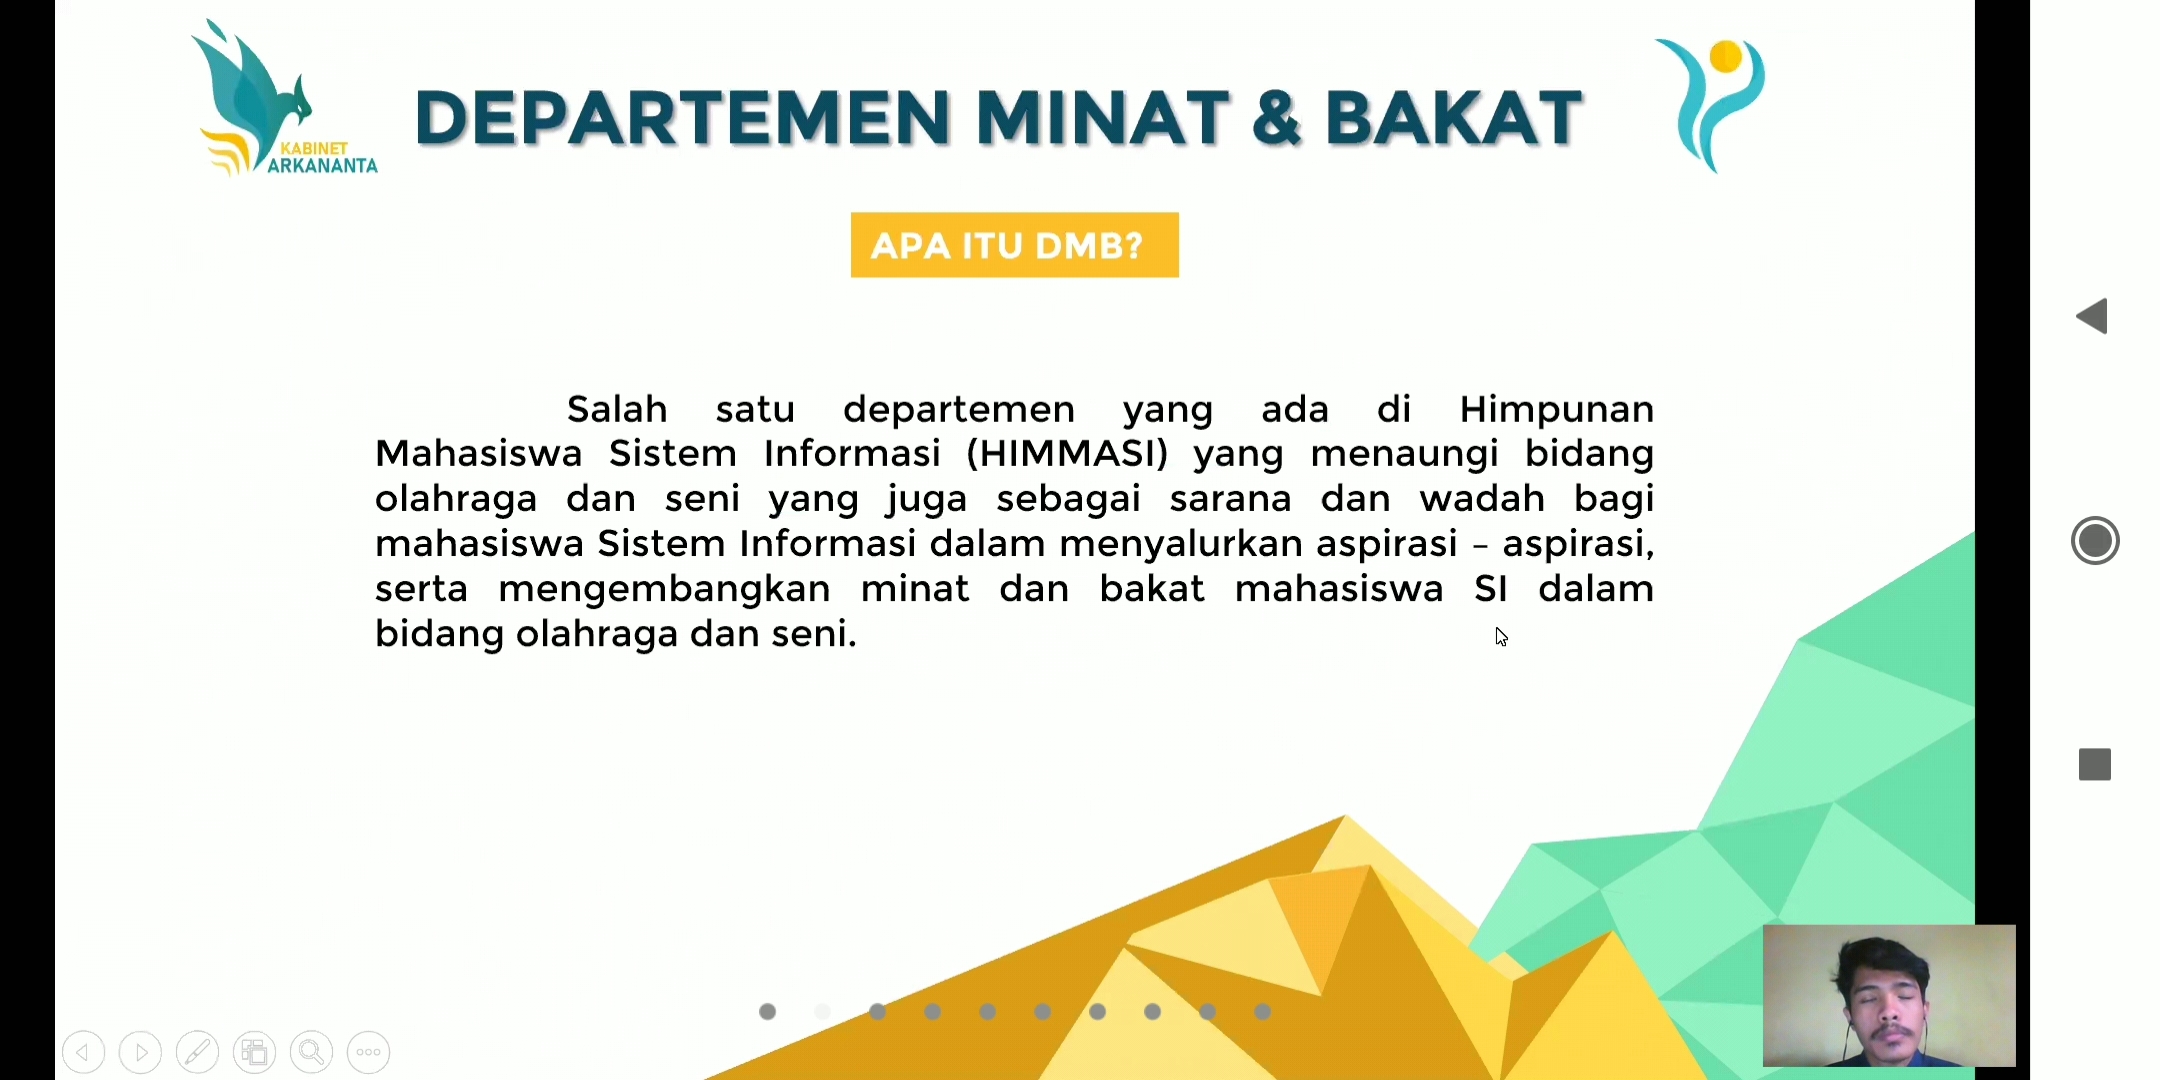 KABINET
ARKANANTA
DEPARTEMEN MINAT & BAKAT
APA ITU DMB?
Salah satu departemen yang ada di Himpunan
Mahasiswa Sistem Informasi (HIMMASI) yang menaungi bidang
olahraga dan seni yang juga sebagai sarana dan wadah bagi
mahasiswa Sistem Informasi dalam menyalurkan aspirasi – aspirasi,
serta mengembangkan minat dan bakat mahasiswa SI dalam
bidang olahraga dan seni.